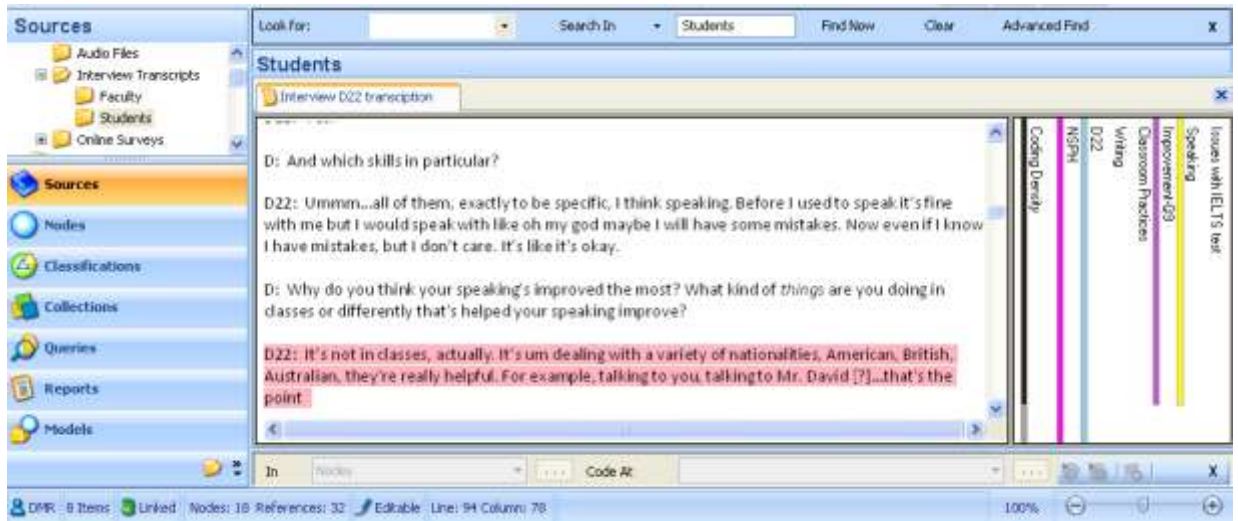 Sources
Look for:
Search In
Students
Find Now
Clear
Advanced Find
x
Audio Files
Interview Transcripts
Faculty
Students
Online Surveys
Students
Interview D22 transciption
D: And which skills in particular?
D22: Ummm...all of them, exactly to be specific, I think speaking. Before I used to speak it's fine
with me but I would speak with like oh my god maybe I will have some mistakes. Now even if I know
I have mistakes, but I don't care. It's like it's okay.
D: Why do you think your speaking's improved the most? What kind of things are you doing in
classes or differently that's helped your speaking improve?
D22: It's not in classes, actually. It's um dealing with a variety of nationalities, American, British,
Australian, they're really helpful. For example, talking to you, talking to Mr. David [?]...that's the
point
Coding Density
NSPH
D22
Writing
Classroom Practices
Improvement-Q9
Speaking
Issues with IELTS test
Sources
Nodes
Classifications
Collections
Queries
Reports
Models
In
Nodes
Code At
x
DMR 8 Items Linked Nodes: 18 References: 32 Editable Line: 94 Column: 78
100%